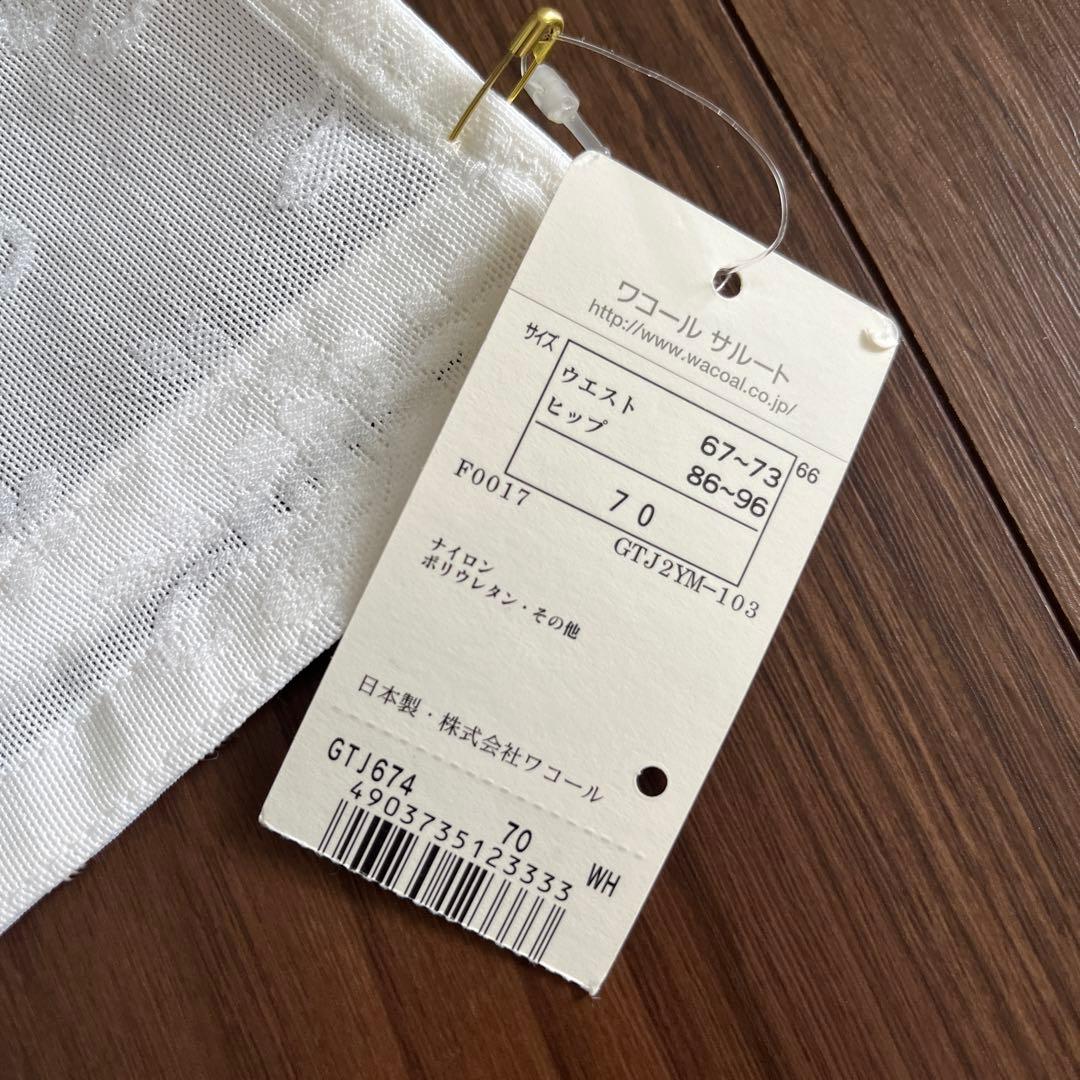 ワコール サルート
http://www.wacoal.co.jp/
サイズ
ウエスト 67~73
66
ヒップ 86~96
70
F0017
GTJ2YM-103
ナイロン
ポリウレタン・その他
日本製・株式会社ワコール
GTJ674 70 WH
4903735123333